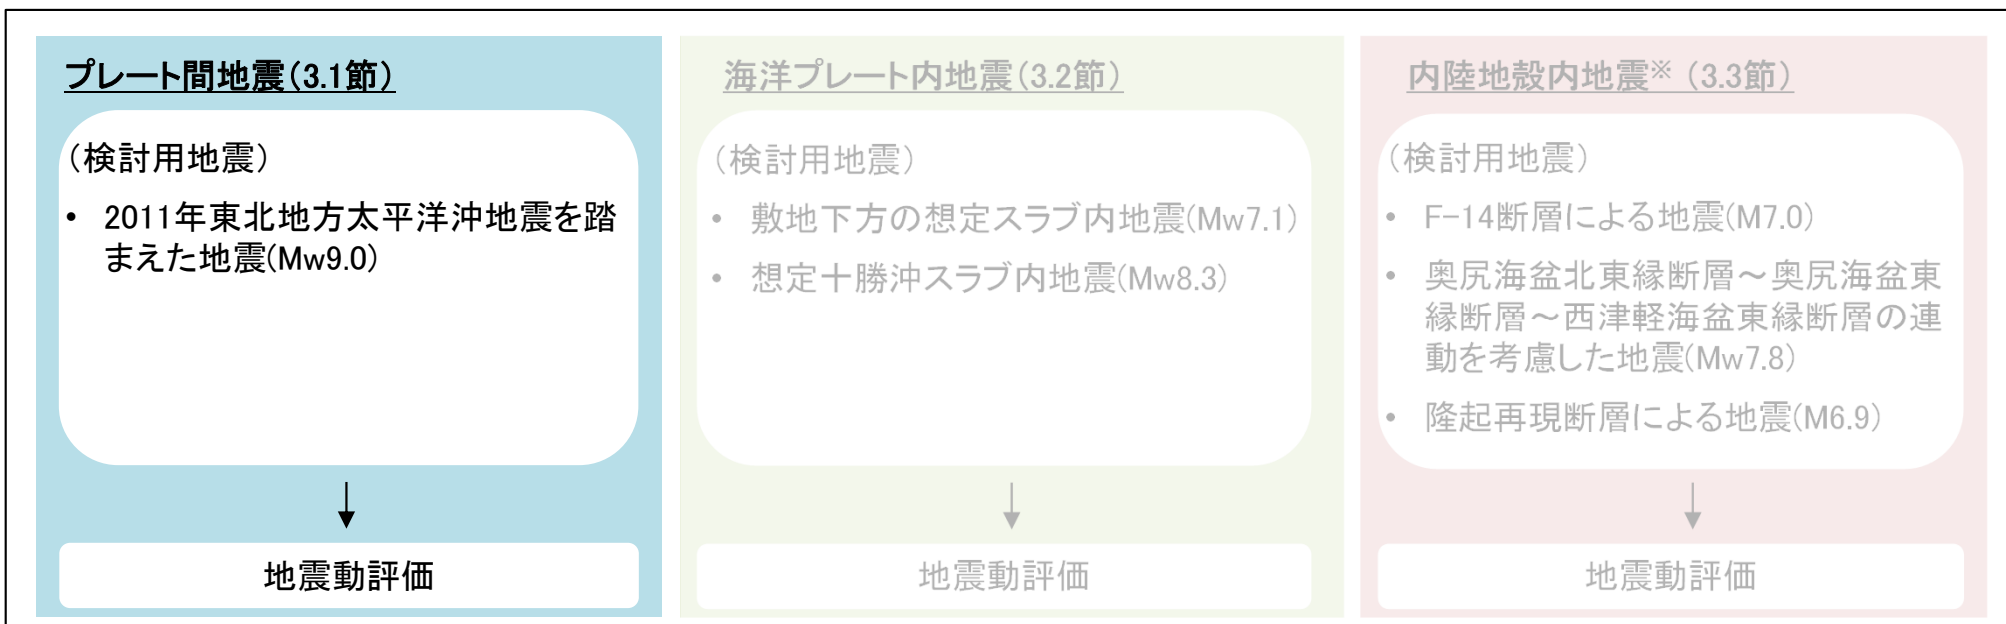 プレート間地震(3.1節)
(検討用地震)
• 2011年東北地方太平洋沖地震を踏
まえた地震(Mw9.0)
地震動評価
海洋プレート内地震(3.2節)
(検討用地震)
• 敷地下方の想定スラブ内地震(Mw7.1)
• 想定十勝沖スラブ内地震(Mw8.3)
地震動評価
内陸地殻内地震※ (3.3節)
(検討用地震)
• F-14断層による地震(M7.0)
• 奥尻海盆北東縁断層～奥尻海盆東
縁断層～西津軽海盆東縁断層の連
動を考慮した地震(Mw7.8)
• 隆起再現断層による地震(M6.9)
地震動評価